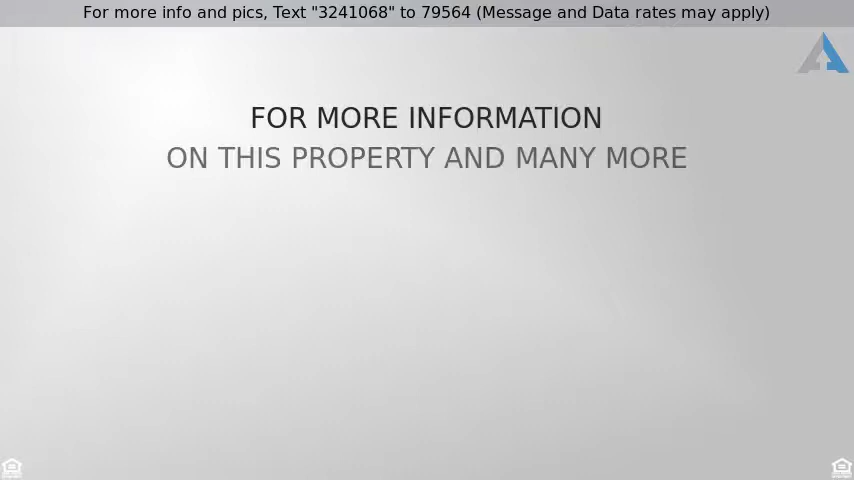 For more info and pics, Text "3241068" to 79564 (Message and Data rates may apply)
FOR MORE INFORMATION
ON THIS PROPERTY AND MANY MORE